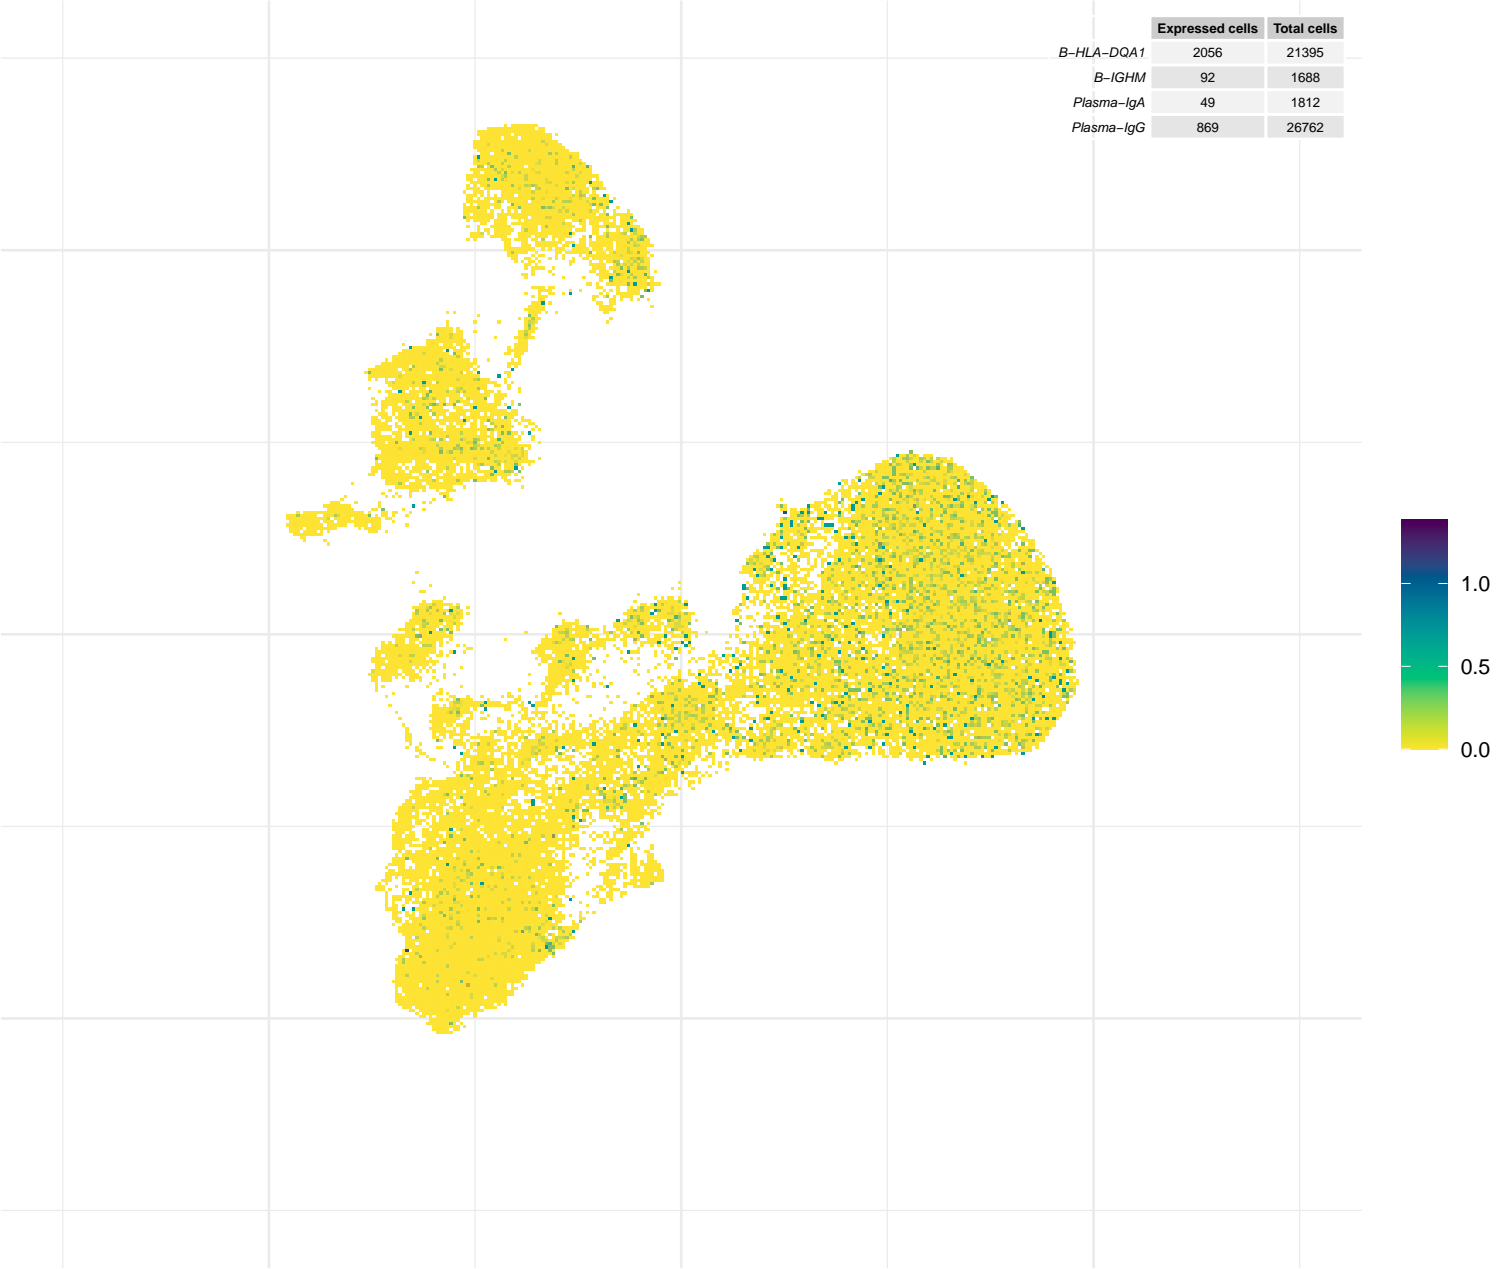 Expressed cells Total cells
B-HLA-DQA1 2056 21395
B-IGHM 92 1688
Plasma-IgA 49 1812
Plasma-IgG 869 26762
1.0
0.5
0.0